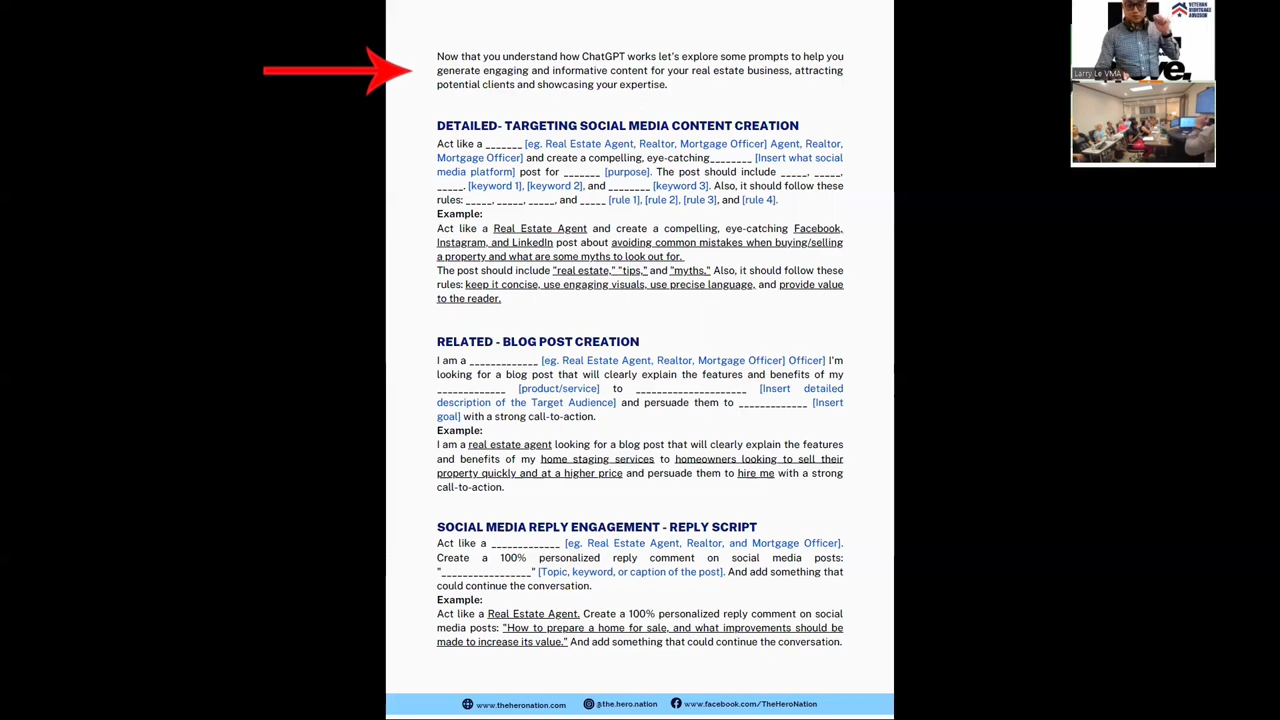 Now that you understand how ChatGPT works let's explore some prompts to help you
generate engaging and informative content for your real estate business, attracting
potential clients and showcasing your expertise.
DETAILED- TARGETING SOCIAL MEDIA CONTENT CREATION
Act like a _______ [eg. Real Estate Agent, Realtor, Mortgage Officer] Agent, Realtor,
Mortgage Officer] and create a compelling, eye-catching________ [Insert what social
media platform] post for _______ [purpose]. The post should include _____, _____,
_____. [keyword 1], [keyword 2], and ________ [keyword 3]. Also, it should follow these
rules: _____, _____, _____, and _____ [rule 1], [rule 2], [rule 3], and [rule 4].
Example:
Act like a Real Estate Agent and create a compelling, eye-catching Facebook,
Instagram, and LinkedIn post about avoiding common mistakes when buying/selling
a property and what are some myths to look out for.
The post should include "real estate," "tips," and "myths." Also, it should follow these
rules: keep it concise, use engaging visuals, use precise language, and provide value
to the reader.
RELATED - BLOG POST CREATION
I am a _____________ [eg. Real Estate Agent, Realtor, Mortgage Officer] Officer] I'm
looking for a blog post that will clearly explain the features and benefits of my
_____________ [product/service] to _____________________ [Insert detailed
description of the Target Audience] and persuade them to _____________ [Insert
goal] with a strong call-to-action.
Example:
I am a real estate agent looking for a blog post that will clearly explain the features
and benefits of my home staging services to homeowners looking to sell their
property quickly and at a higher price and persuade them to hire me with a strong
call-to-action.
SOCIAL MEDIA REPLY ENGAGEMENT - REPLY SCRIPT
Act like a _____________ [eg. Real Estate Agent, Realtor, and Mortgage Officer].
Create a 100% personalized reply comment on social media posts:
"_________________" [Topic, keyword, or caption of the post]. And add something that
could continue the conversation.
Example:
Act like a Real Estate Agent. Create a 100% personalized reply comment on social
media posts: "How to prepare a home for sale, and what improvements should be
made to increase its value." And add something that could continue the conversation.
www.theheronation.com @the.hero.nation www.facebook.com/TheHeroNation
VETERAN
MORTGAGE
ADVISOR
Larry Le VMA